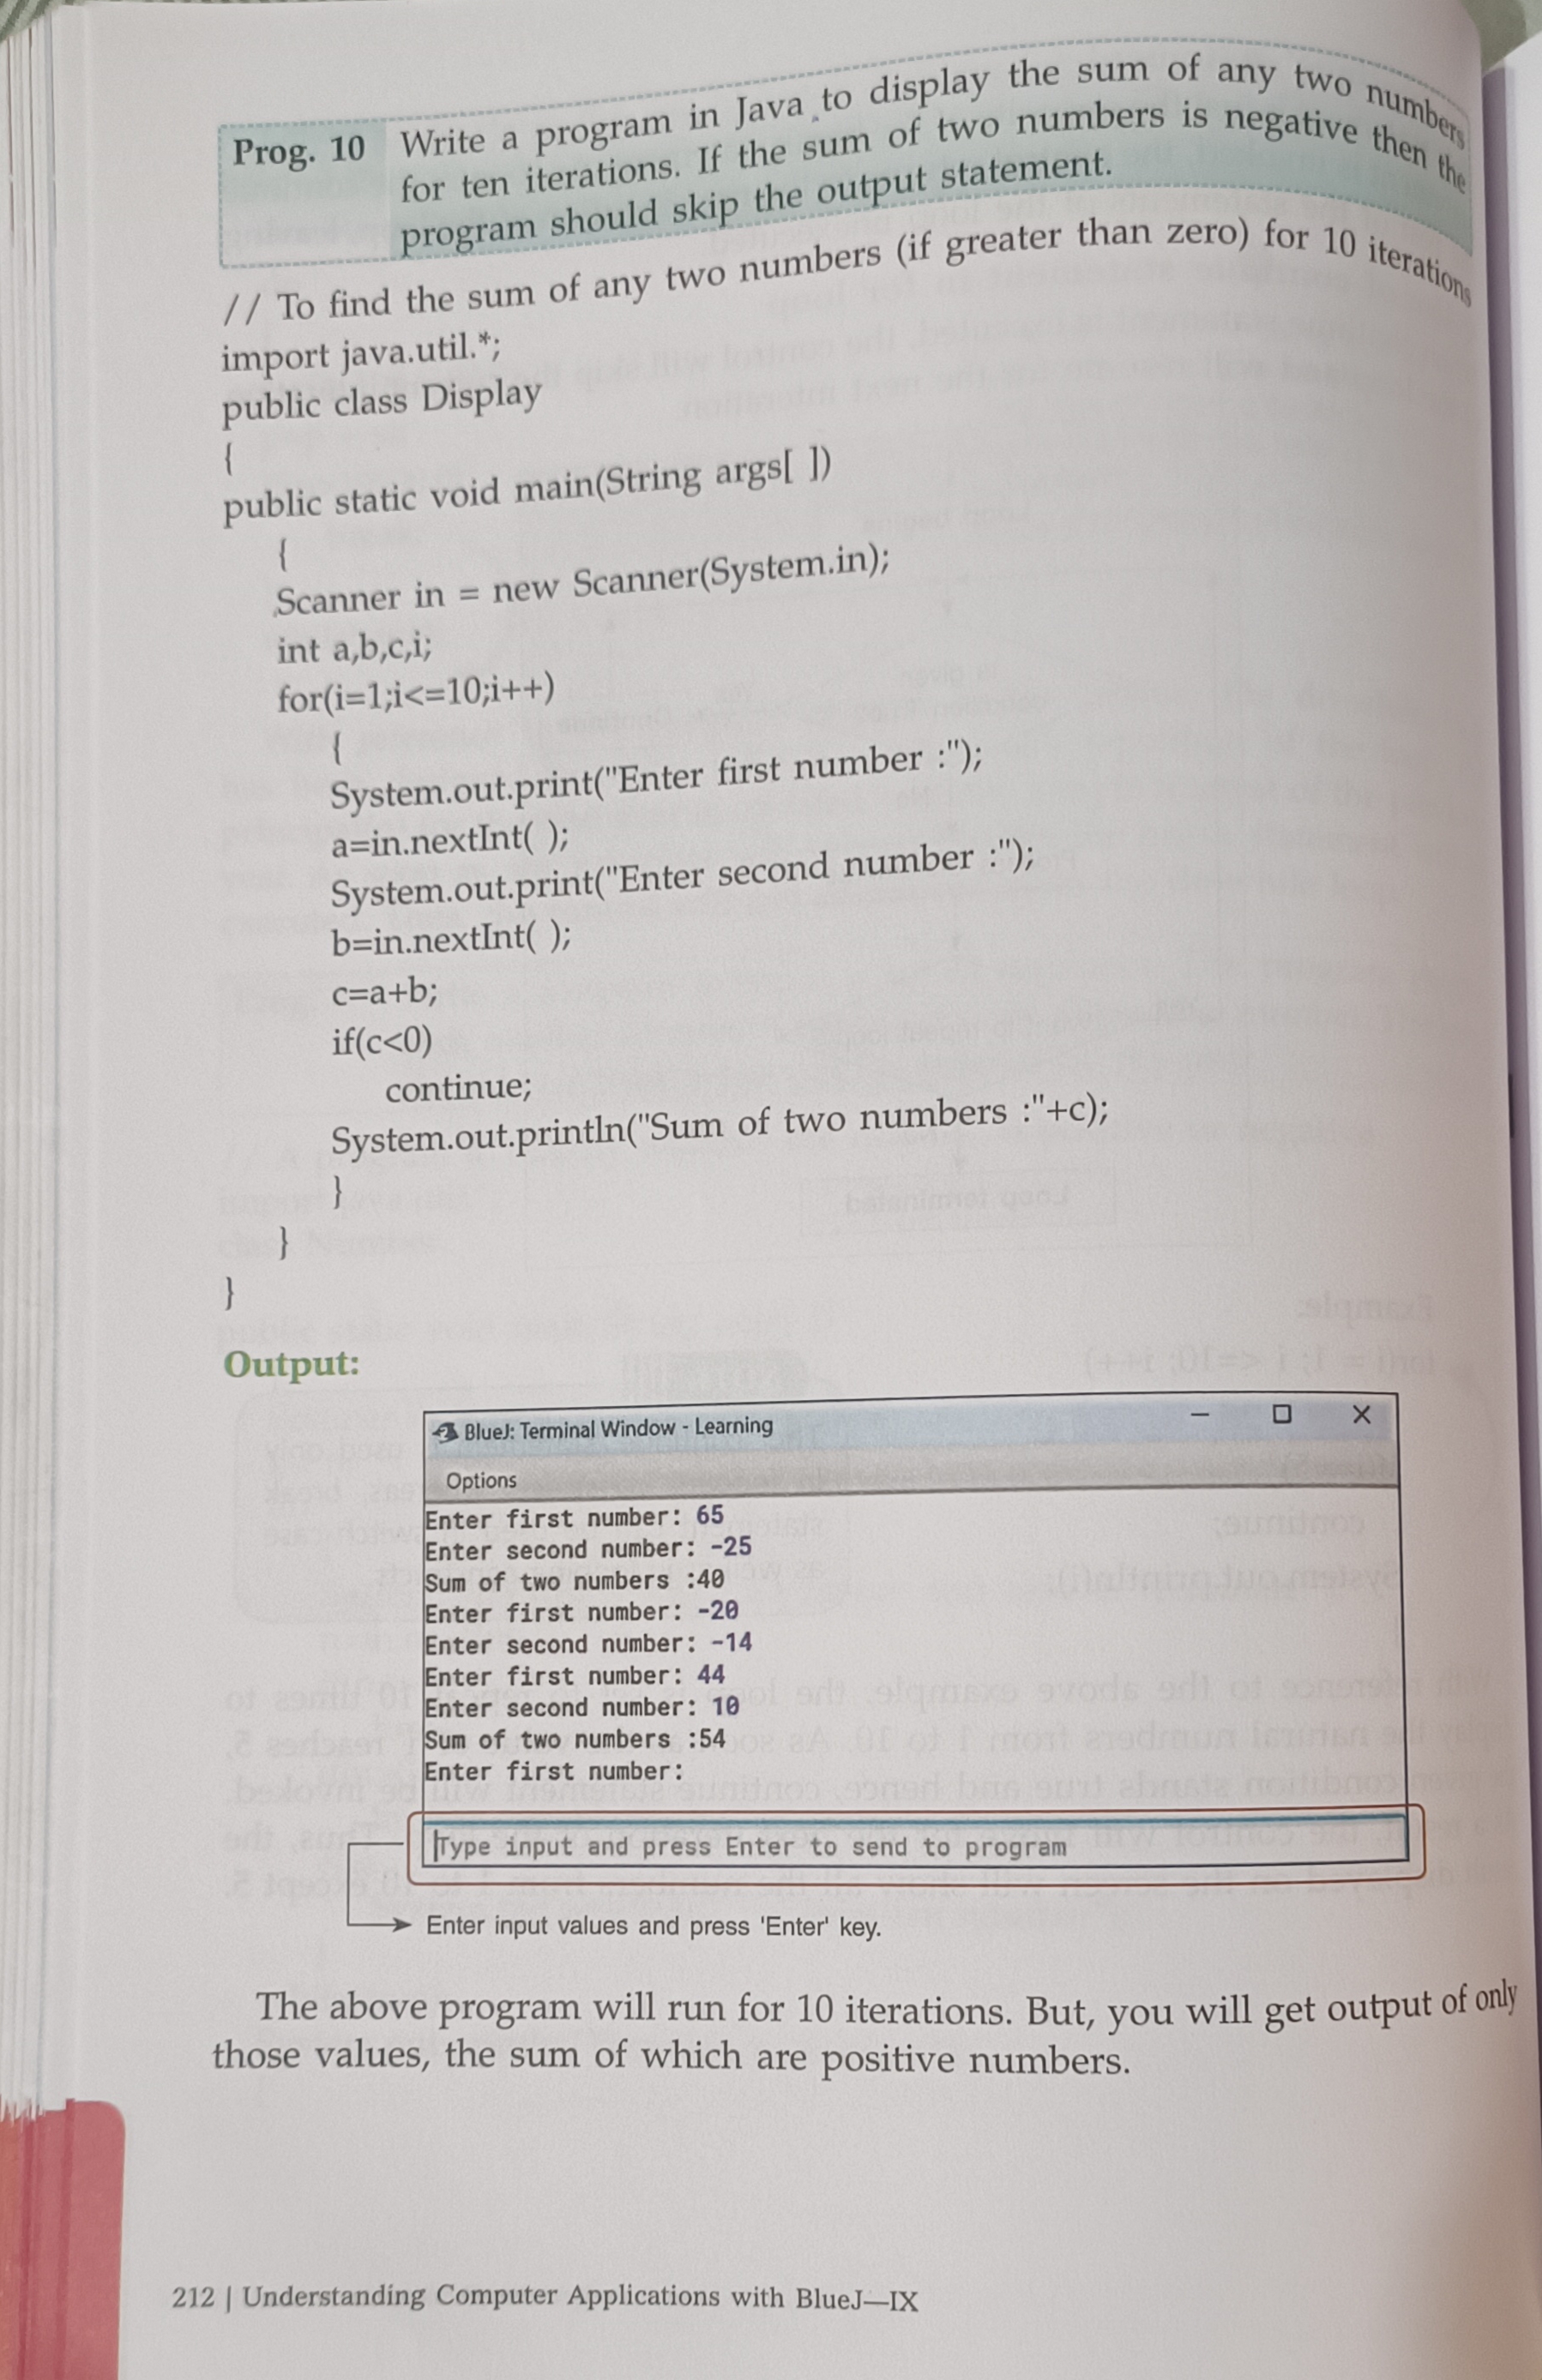 Prog. 10 Write a program in Java to display the sum of any two numbers
for ten iterations. If the sum of two numbers is negative then the
program should skip the output statement.
// To find the sum of any two numbers (if greater than zero) for 10 iterations
import java.util.*;
public class Display
{
public static void main(String args[ ])
{
Scanner in = new Scanner(System.in);
int a,b,c,i;
for(i=1;i<=10;i++)
{
System.out.print("Enter first number :");
a=in.nextInt( );
System.out.print("Enter second number :");
b=in.nextInt( );
c=a+b;
if(c<0)
continue;
System.out.println("Sum of two numbers :"+c);
}
}
}
Output:
BlueJ: Terminal Window - Learning
Options
Enter first number: 65
Enter second number: -25
Sum of two numbers :40
Enter first number: -20
Enter second number: -14
Enter first number: 44
Enter second number: 10
Sum of two numbers :54
Enter first number:
Type input and press Enter to send to program
Enter input values and press 'Enter' key.
The above program will run for 10 iterations. But, you will get output of only
those values, the sum of which are positive numbers.
212 | Understanding Computer Applications with BlueJ—IX